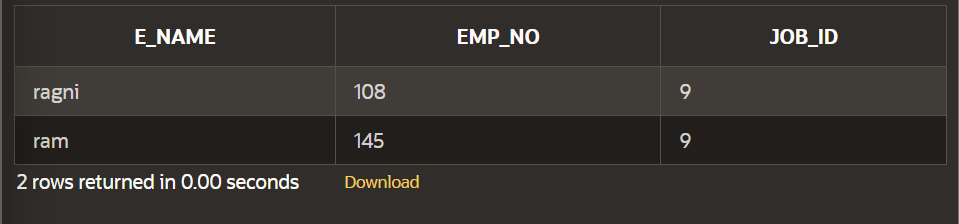 E_NAME EMP_NO JOB_ID
ragni 108 9
ram 145 9
2 rows returned in 0.00 seconds Download